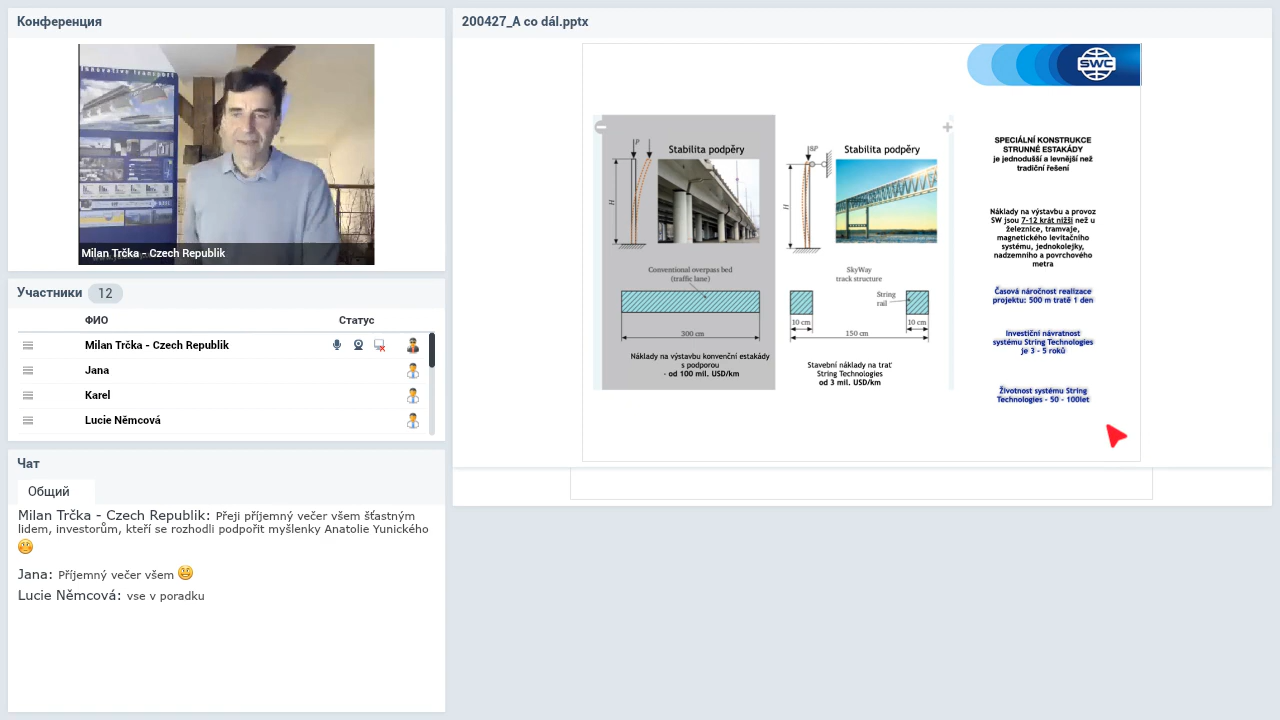 Конференция
Innovative transport
Milan Trčka - Czech Republik
Участники 12
ФИО Статус
Milan Trčka - Czech Republik
Jana
Karel
Lucie Němcová
Чат
Общий
Milan Trčka - Czech Republik: Přeji příjemný večer všem šťastným
lidem, investorům, kteří se rozhodli podpořit myšlenky Anatolie Yunického
Jana: Příjemný večer všem
Lucie Němcová: vse v poradku
200427_A co dál.pptx
SWC
Stabilita podpěry
P
H
Conventional overpass bed
(traffic lane)
300 cm
Náklady na výstavbu konvenční estakády
s podporou
- od 100 mil. USD/km
Stabilita podpěry
8P
H
SkyWay
track structure
String
rail
10 cm
10 cm
150 cm
Stavební náklady na trať
String Technologies
od 3 mil. USD/km
SPECIÁLNÍ KONSTRUKCE
STRUNNÉ ESTAKÁDY
je jednodušší a levnější než
tradiční řešení
Náklady na výstavbu a provoz
SW jsou 7-12 krát nižší než u
železnice, tramvaje,
magnetického levitačního
systému, jednokolejky,
nadzemního a povrchového
metra
Časová náročnost realizace
projektu: 500 m tratě 1 den
Investiční návratnost
systému String Technologies
je 3 - 5 roků
Životnost systému String
Technologies - 50 - 100let